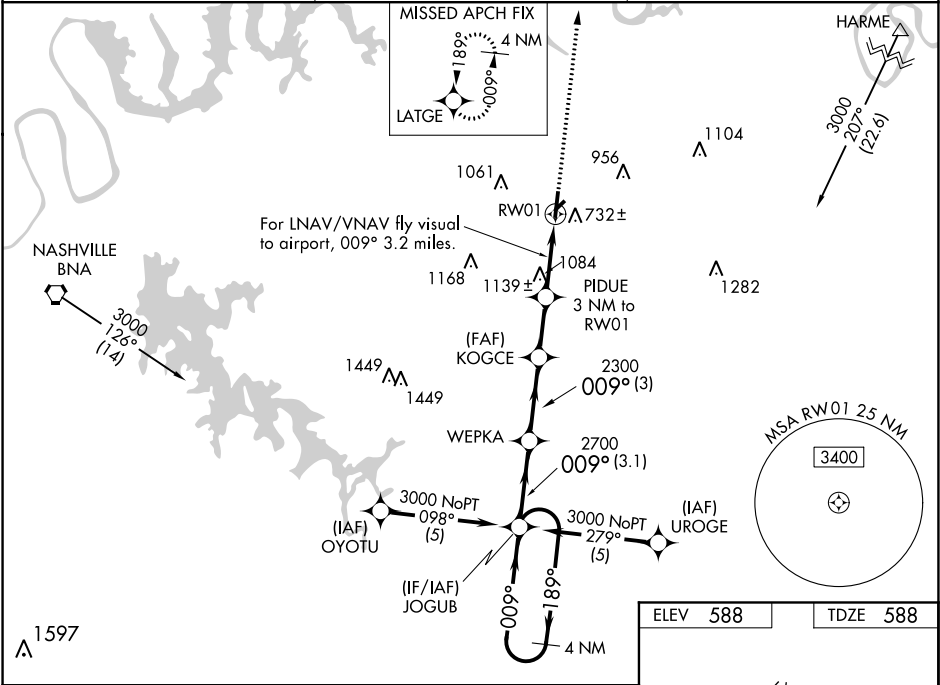 MISSED APCH FIX
189°
4 NM
009°
LATGE
HARME
3000
207°
(22.6)
1104
956
1061
RW01
732±
For LNAV/VNAV fly visual
to airport, 009° 3.2 miles.
NASHVILLE
BNA
3000
126°
(14)
1168
1084
1139±
1282
PIDUE
3 NM to
RW01
(FAF)
KOGCE
1449
1449
2300
009° (3)
WEPKA
2700
009° (3.1)
MSA RW01 25 NM
3400
3000 NoPT
098°
(5)
(IAF)
OYOTU
3000 NoPT
279°
(5)
(IAF)
UROGE
(IF/IAF)
JOGUB
009°
189°
4 NM
1597
ELEV 588
TDZE 588